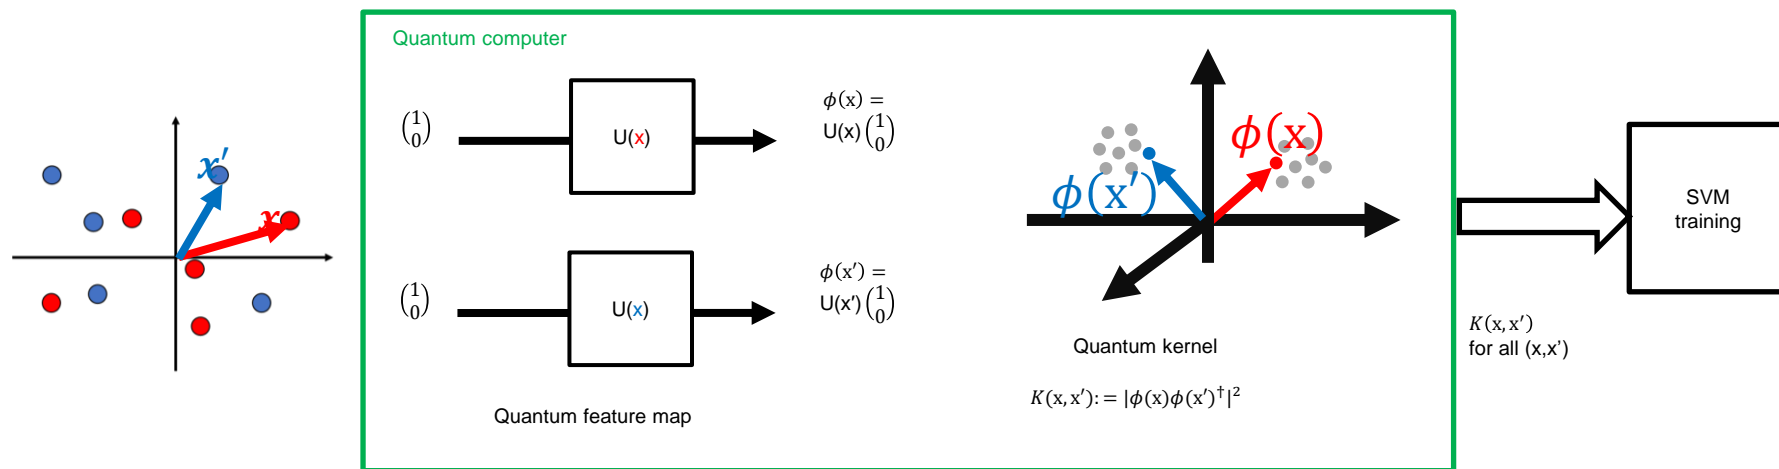 Quantum computer
x′
x
(1
0)
U(x)
ϕ(x) =
U(x)(1
0)
(1
0)
U(x)
ϕ(x′) =
U(x′)(1
0)
Quantum feature map
ϕ(x)
ϕ(x′)
Quantum kernel
K(x, x′): = |ϕ(x)ϕ(x′)†|²
K(x, x′)
for all (x,x’)
SVM
training